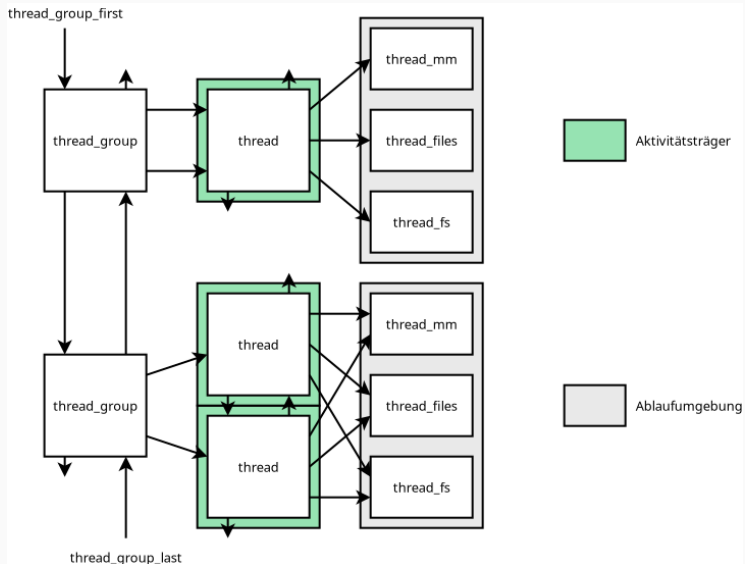 thread_group_first
thread_mm
thread_group
thread
thread_files
Aktivitätsträger
thread_fs
thread
thread_mm
thread_group
thread_files
Ablaufumgebung
thread
thread_fs
thread_group_last